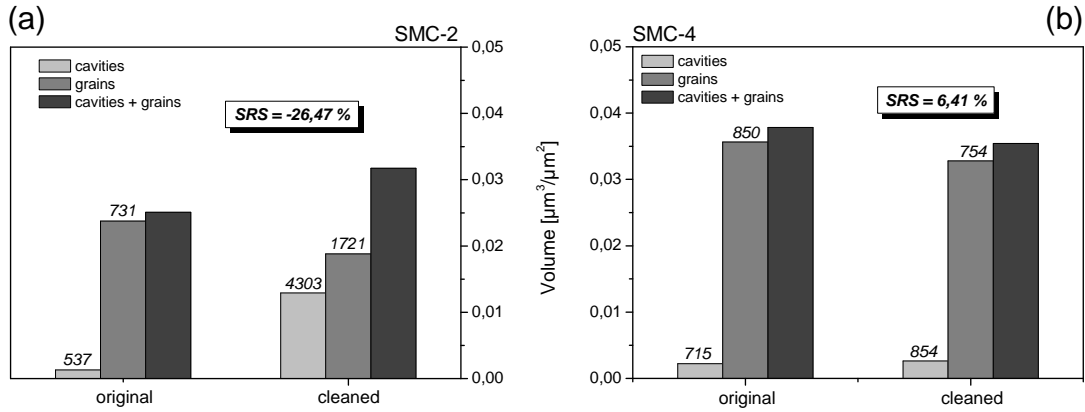 (a)
SMC-2
cavities
grains
cavities + grains
SRS = -26,47 %
0,05
0,04
0,03
0,02
0,01
0,00
537
731
4303
1721
original
cleaned
(b)
SMC-4
cavities
grains
cavities + grains
SRS = 6,41 %
Volume [µm³/µm²]
0,05
0,04
0,03
0,02
0,01
0,00
715
850
854
754
original
cleaned